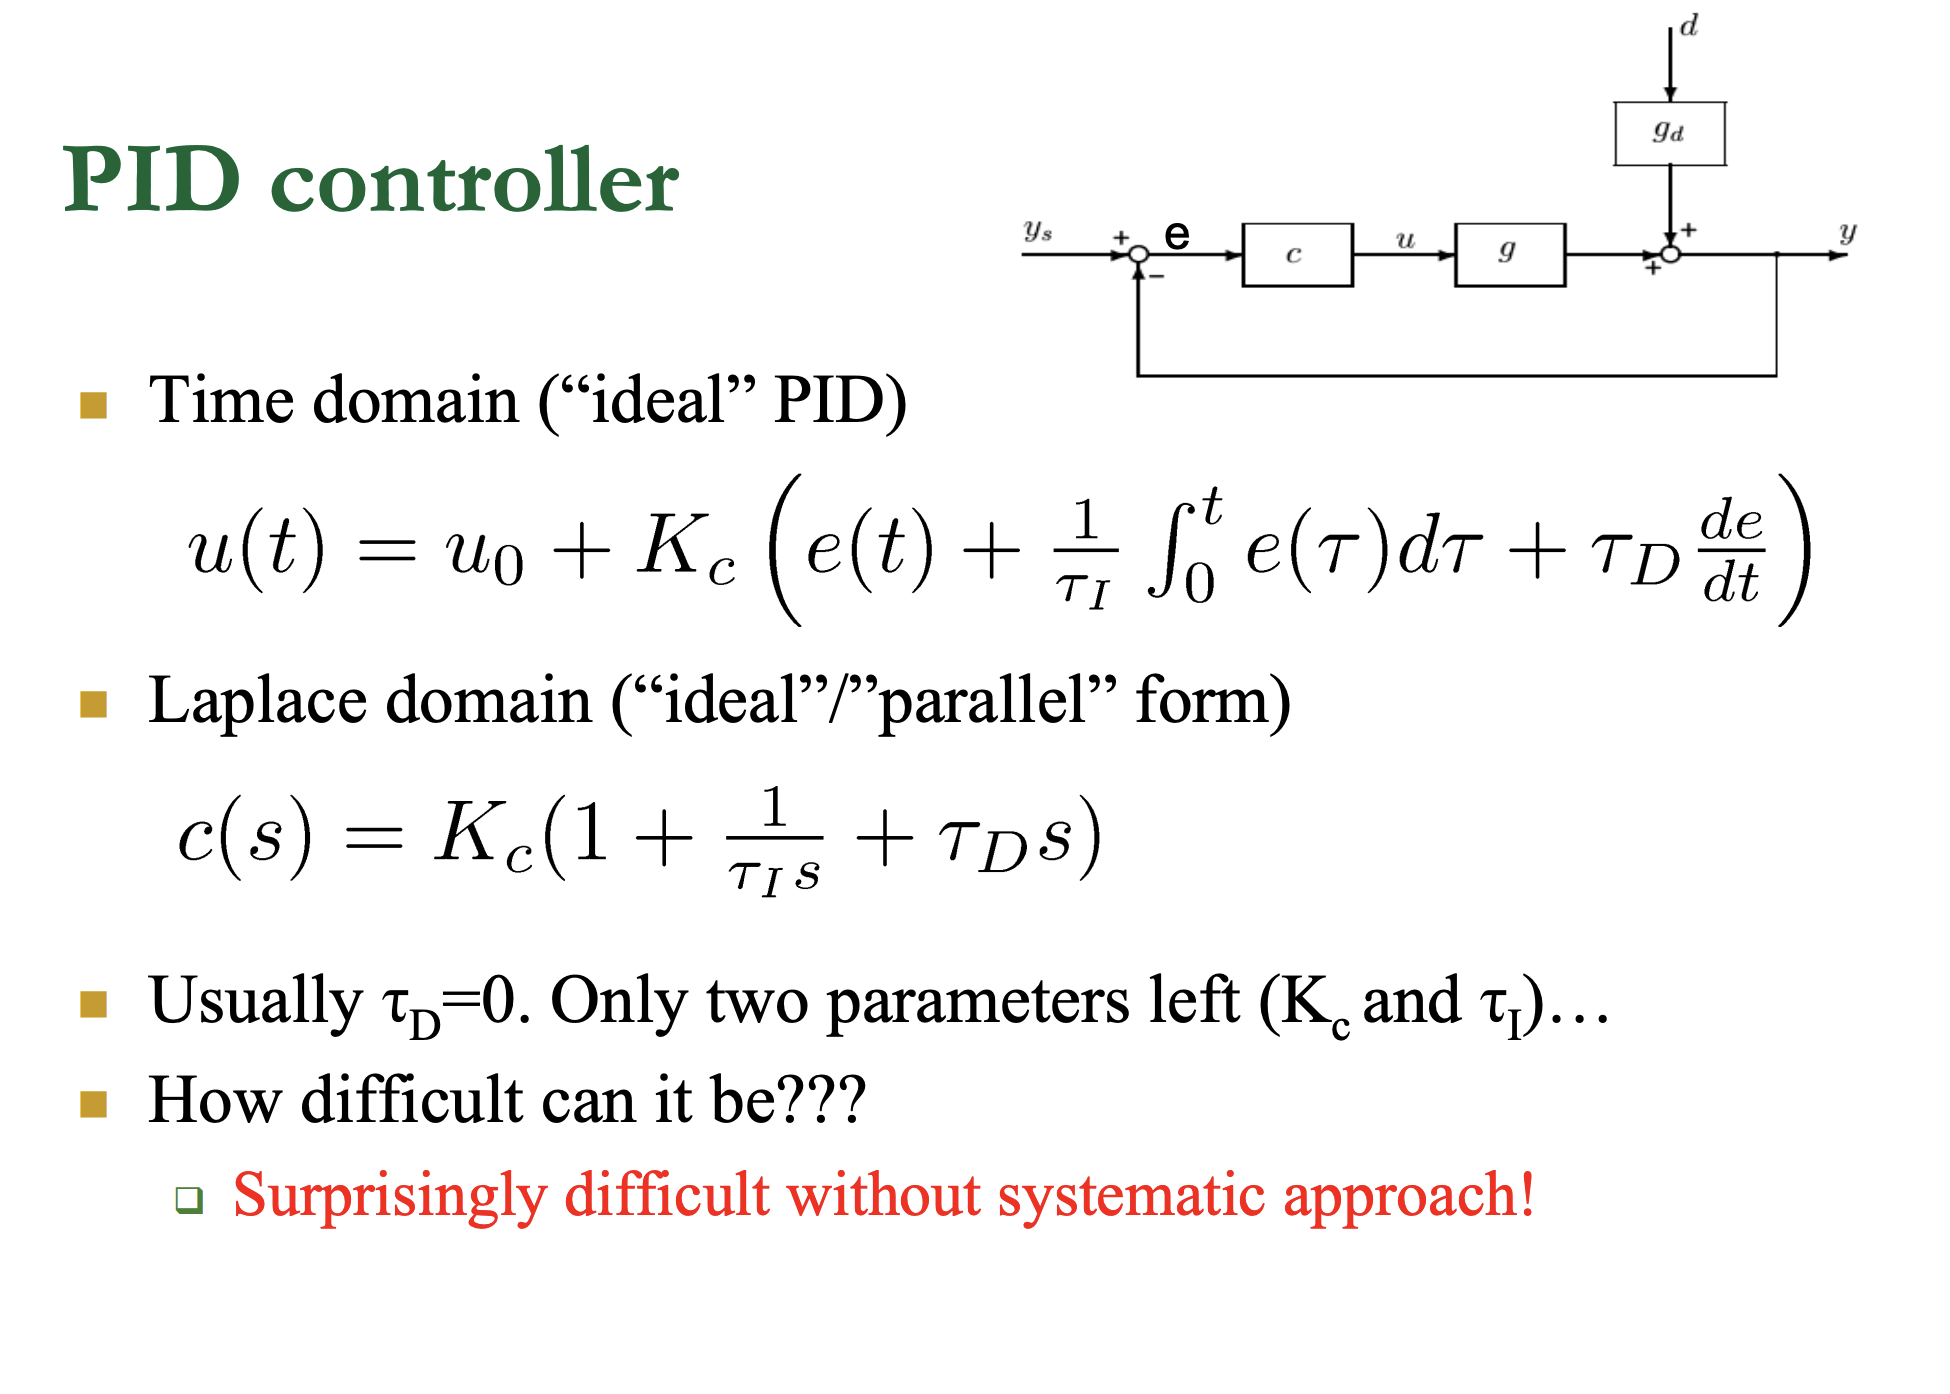 PID controller
d
g_d
y_s + e c u g + y
− +
Time domain (“ideal” PID)
u(t) = u_0 + K_c ( e(t) + 1/τ_I ∫_0^t e(τ)dτ + τ_D de/dt )
Laplace domain (“ideal”/”parallel” form)
c(s) = K_c(1 + 1/(τ_I s) + τ_D s)
Usually τ_D=0. Only two parameters left (K_c and τ_I)…
How difficult can it be???
Surprisingly difficult without systematic approach!